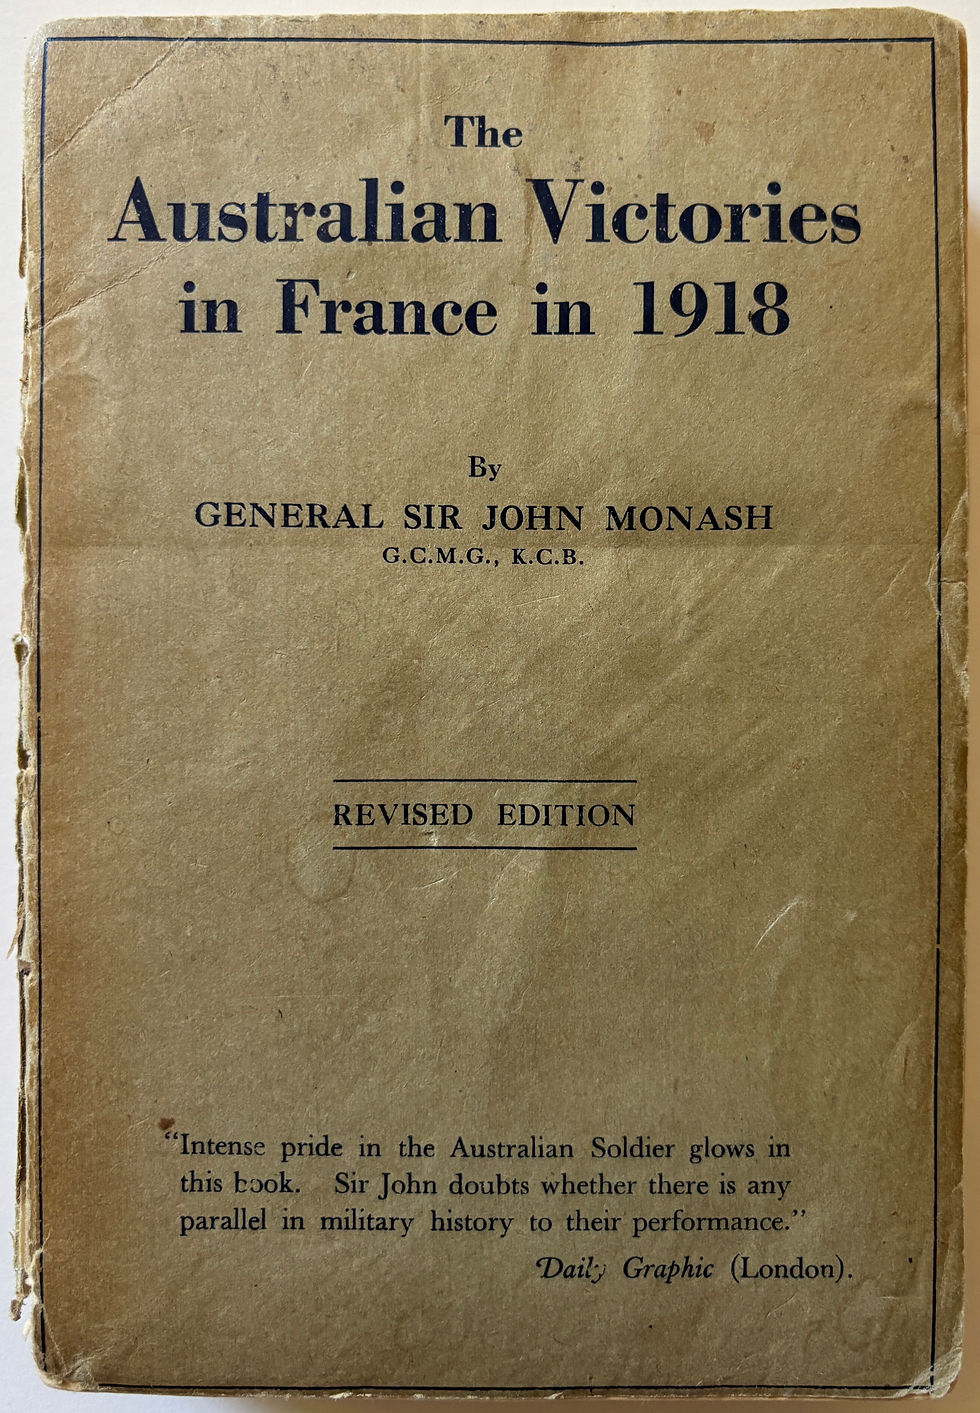 The
Australian Victories
in France in 1918
By
GENERAL SIR JOHN MONASH
G.C.M.G., K.C.B.
REVISED EDITION
“Intense pride in the Australian Soldier glows in
this book. Sir John doubts whether there is any
parallel in military history to their performance.”
Daily Graphic (London).